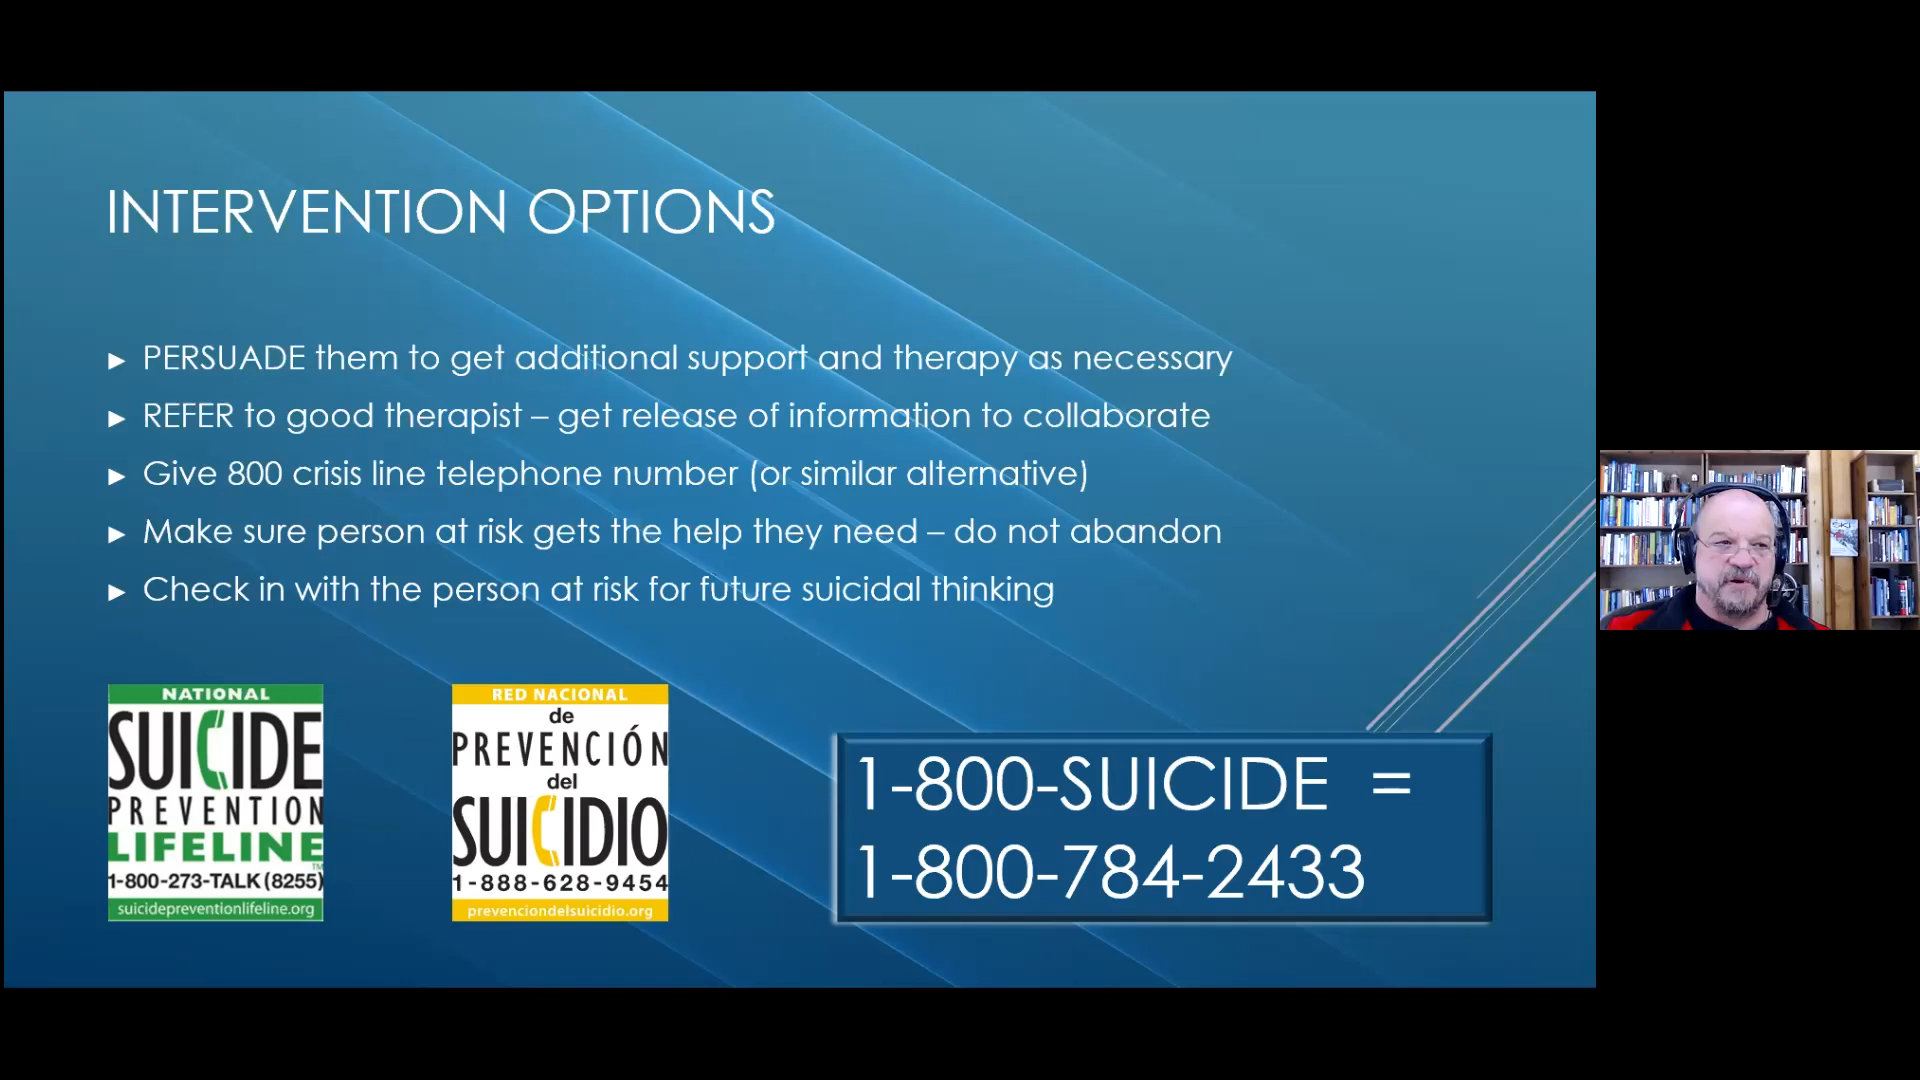 INTERVENTION OPTIONS
► PERSUADE them to get additional support and therapy as necessary
► REFER to good therapist – get release of information to collaborate
► Give 800 crisis line telephone number (or similar alternative)
► Make sure person at risk gets the help they need – do not abandon
► Check in with the person at risk for future suicidal thinking
NATIONAL
SUICIDE
PREVENTION
LIFELINE™
1-800-273-TALK (8255)
suicidepreventionlifeline.org
RED NACIONAL
de
PREVENCIÓN
del
SUICIDIO
1-888-628-9454
prevenciondelsuicidio.org
1-800-SUICIDE =
1-800-784-2433